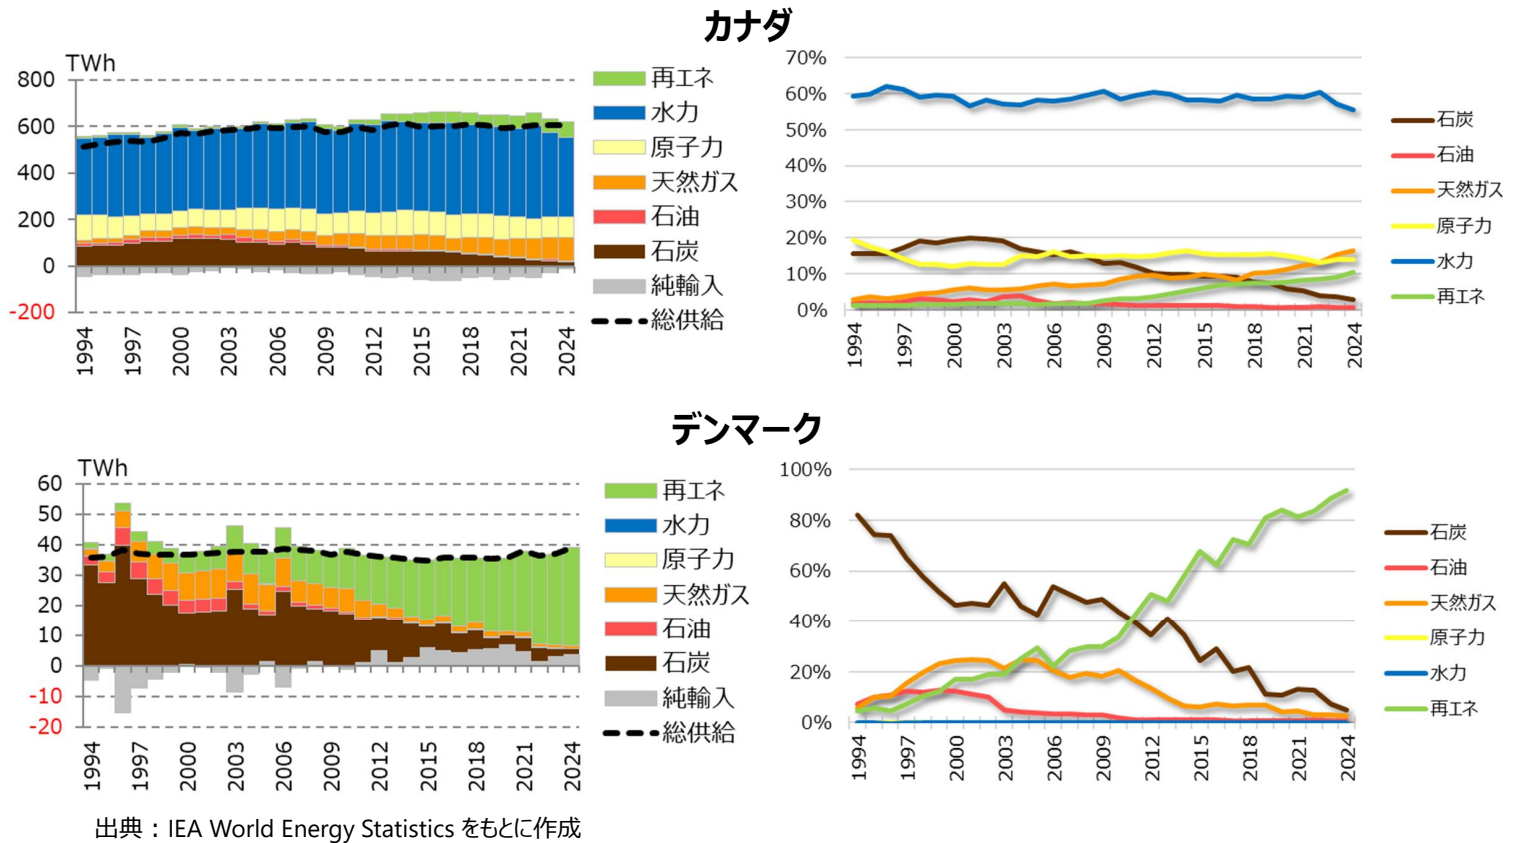 カナダ
TWh
800
600
400
200
0
-200
1994
1997
2000
2003
2006
2009
2012
2015
2018
2021
2024
再エネ
水力
原子力
天然ガス
石油
石炭
純輸入
総供給
70%
60%
50%
40%
30%
20%
10%
0%
1994
1997
2000
2003
2006
2009
2012
2015
2018
2021
2024
石炭
石油
天然ガス
原子力
水力
再エネ
デンマーク
TWh
60
50
40
30
20
10
0
-10
-20
1994
1997
2000
2003
2006
2009
2012
2015
2018
2021
2024
再エネ
水力
原子力
天然ガス
石油
石炭
純輸入
総供給
100%
80%
60%
40%
20%
0%
1994
1997
2000
2003
2006
2009
2012
2015
2018
2021
2024
石炭
石油
天然ガス
原子力
水力
再エネ
出典：IEA World Energy Statistics をもとに作成